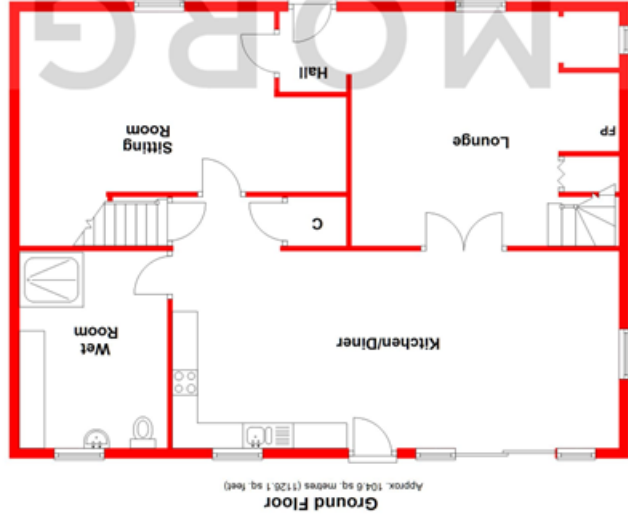 Ground Floor
Approx. 104.6 sq. metres (1126.1 sq. feet)
Kitchen/Diner
Wet
Room
C
Lounge
Sitting
Room
FP
Hall
MORG